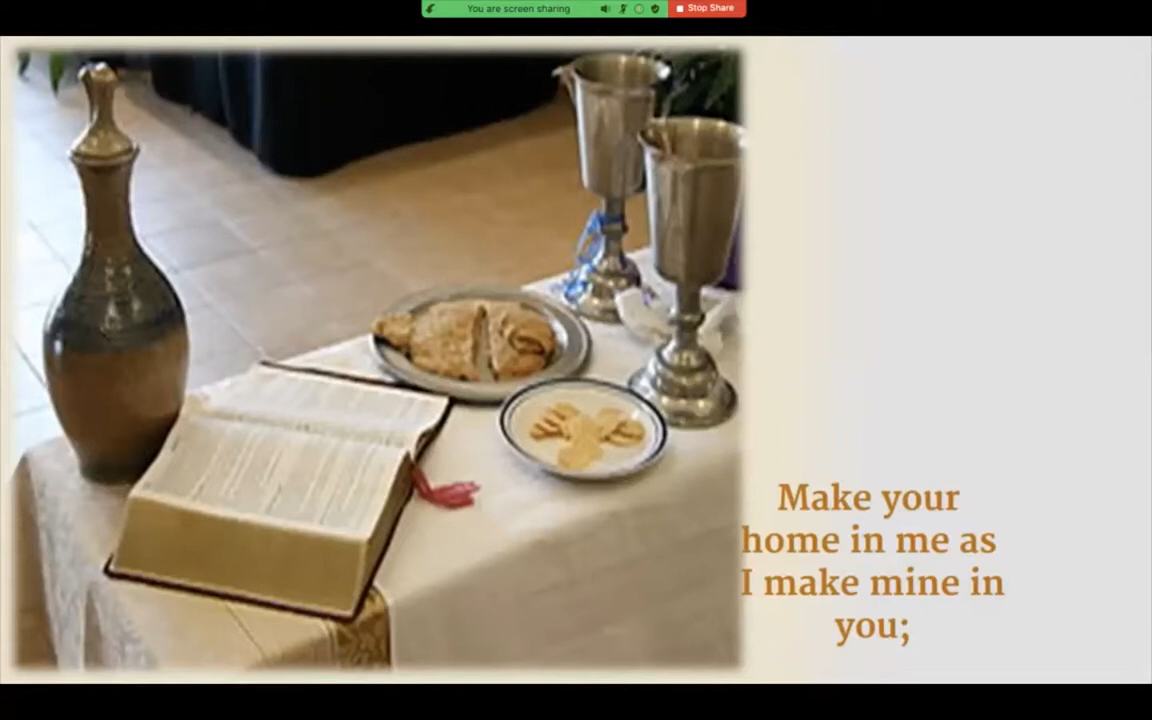 You are screen sharing
Stop Share
Make your
home in me as
I make mine in
you;